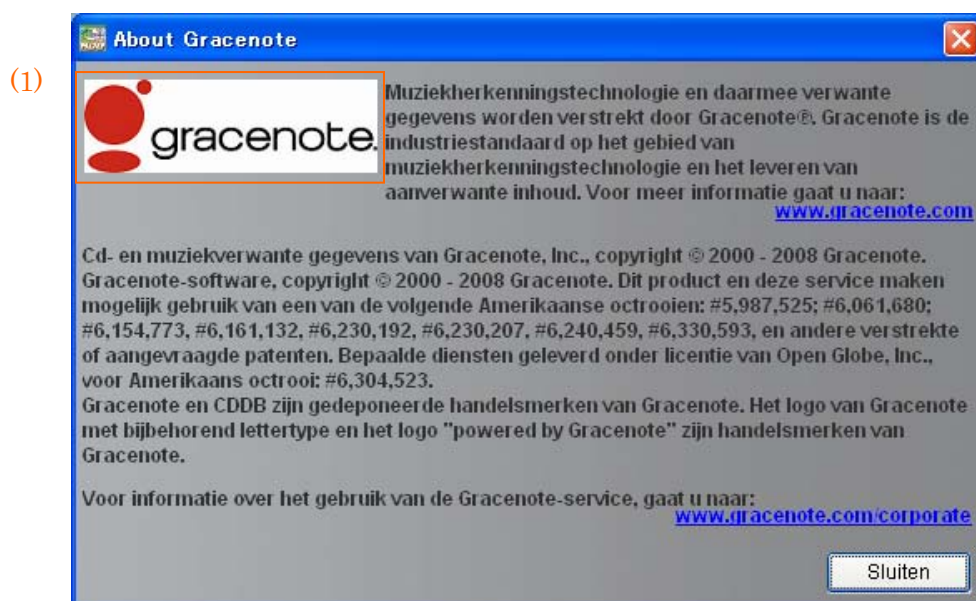 About Gracenote
(1)
gracenote.
Muziekherkenningstechnologie en daarmee verwante
gegevens worden verstrekt door Gracenote®. Gracenote is de
industriestandaard op het gebied van
muziekherkenningstechnologie en het leveren van
aanverwante inhoud. Voor meer informatie gaat u naar:
www.gracenote.com
Cd- en muziekverwante gegevens van Gracenote, Inc., copyright © 2000 - 2008 Gracenote.
Gracenote-software, copyright © 2000 - 2008 Gracenote. Dit product en deze service maken
mogelijk gebruik van een van de volgende Amerikaanse octrooien: #5,987,525; #6,061,680;
#6,154,773, #6,161,132, #6,230,192, #6,230,207, #6,240,459, #6,330,593, en andere verstrekte
of aangevraagde patenten. Bepaalde diensten geleverd onder licentie van Open Globe, Inc.,
voor Amerikaans octrooi: #6,304,523.
Gracenote en CDDB zijn gedeponeerde handelsmerken van Gracenote. Het logo van Gracenote
met bijbehorend lettertype en het logo "powered by Gracenote" zijn handelsmerken van
Gracenote.
Voor informatie over het gebruik van de Gracenote-service, gaat u naar:
www.gracenote.com/corporate
Sluiten